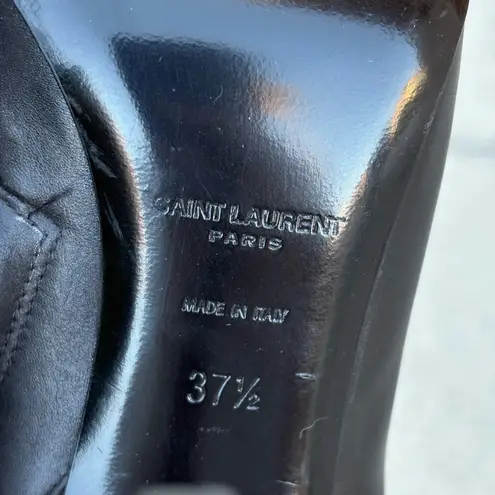 SAINT LAURENT
PARIS
MADE IN ITALY
37½